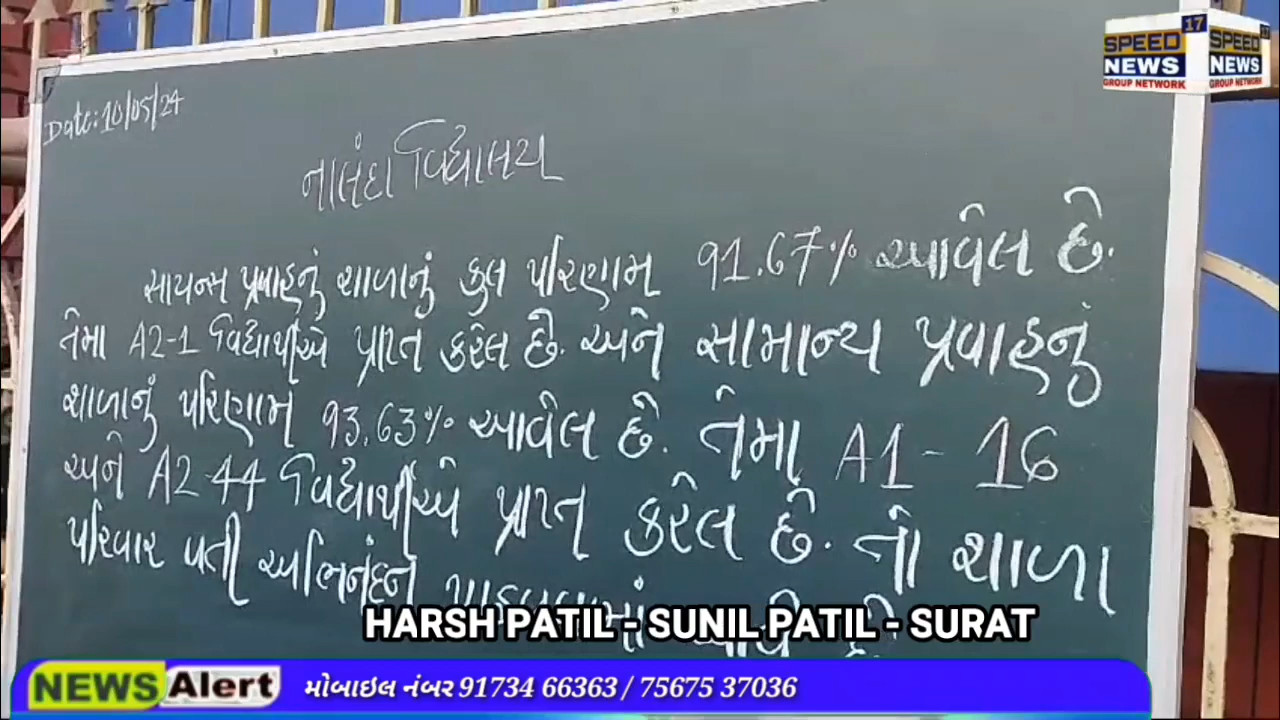 SPEED 17 SPEED 17
NEWS NEWS
GROUP NETWORK GROUP NETWORK
Date:10/05/24
નાલંદા વિદ્યાલય
સાયન્સ પ્રવાહનું શાળાનું કુલ પરિણામ 91.67% આવેલ છે.
તેમા A2-1 વિદ્યાર્થીએ પ્રાપ્ત કરેલ છે. અને સામાન્ય પ્રવાહનું
શાળાનું પરિણામ 93.63% આવેલ છે. તેમા A1-16
અને A2-44 વિદ્યાર્થીએ પ્રાપ્ત કરેલ છે. તો શાળા
પરિવાર વતી અભિનંદન
HARSH PATIL - SUNIL PATIL - SURAT
NEWS Alert મોબાઇલ નંબર 91734 66363 / 75675 37036